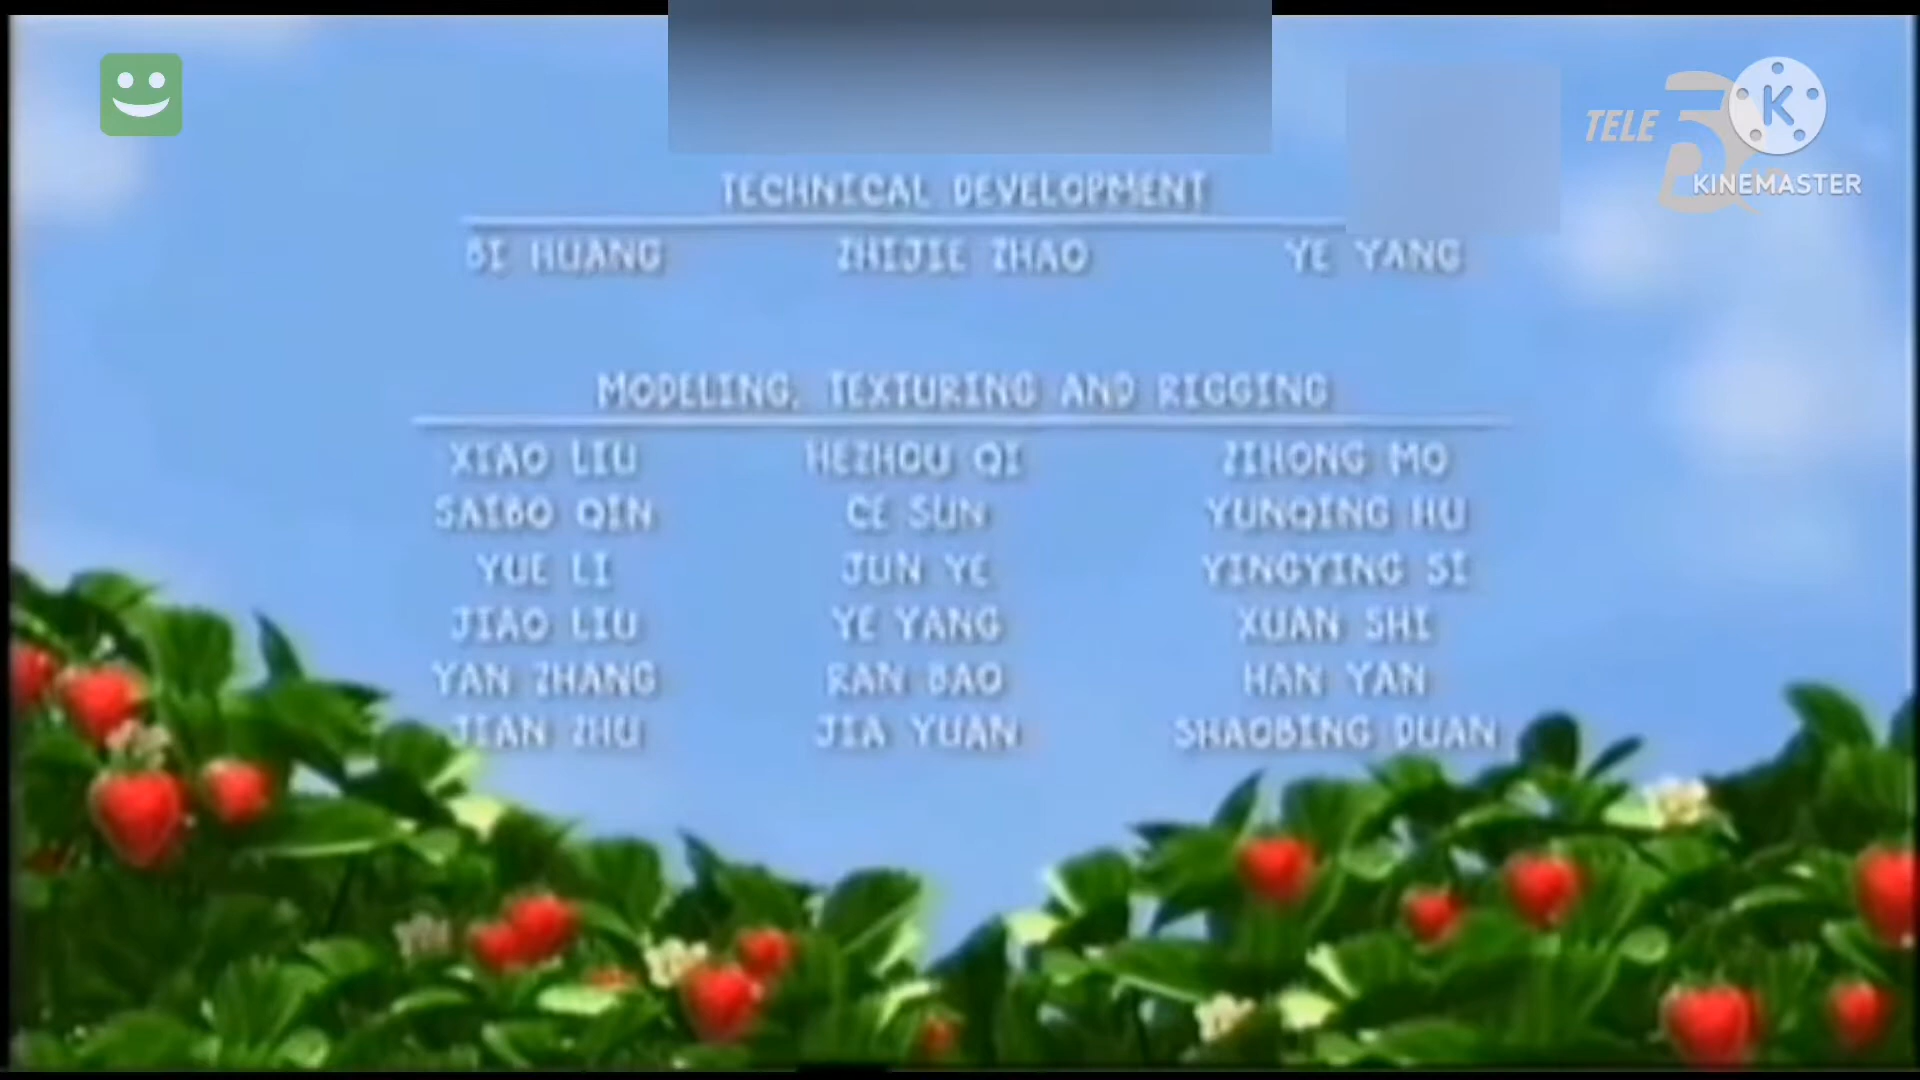 TELE 5
K
KINEMASTER
TECHNICAL DEVELOPMENT
BI HUANG ZHIJIE ZHAO YE YANG
MODELING, TEXTURING AND RIGGING
XIAO LIU HEZHOU QI ZIHONG MO
SAIBO QIN CE SUN YUNQING HU
YUE LI JUN YE YINGYING SI
JIAO LIU YE YANG XUAN SHI
YAN ZHANG RAN BAO HAN YAN
JIAN ZHU JIA YUAN SHAOBING DUAN